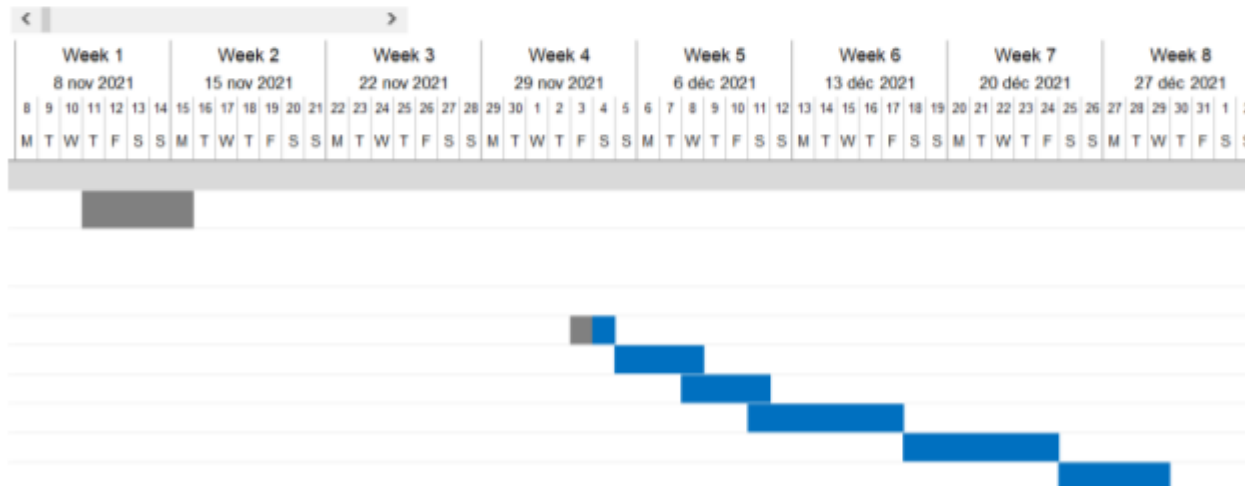 Week 1 Week 2 Week 3 Week 4 Week 5 Week 6 Week 7 Week 8
8 nov 2021 15 nov 2021 22 nov 2021 29 nov 2021 6 déc 2021 13 déc 2021 20 déc 2021 27 déc 2021
8 9 10 11 12 13 14 15 16 17 18 19 20 21 22 23 24 25 26 27 28 29 30 1 2 3 4 5 6 7 8 9 10 11 12 13 14 15 16 17 18 19 20 21 22 23 24 25 26 27 28 29 30 31 1
M T W T F S S M T W T F S S M T W T F S S M T W T F S S M T W T F S S M T W T F S S M T W T F S S M T W T F S